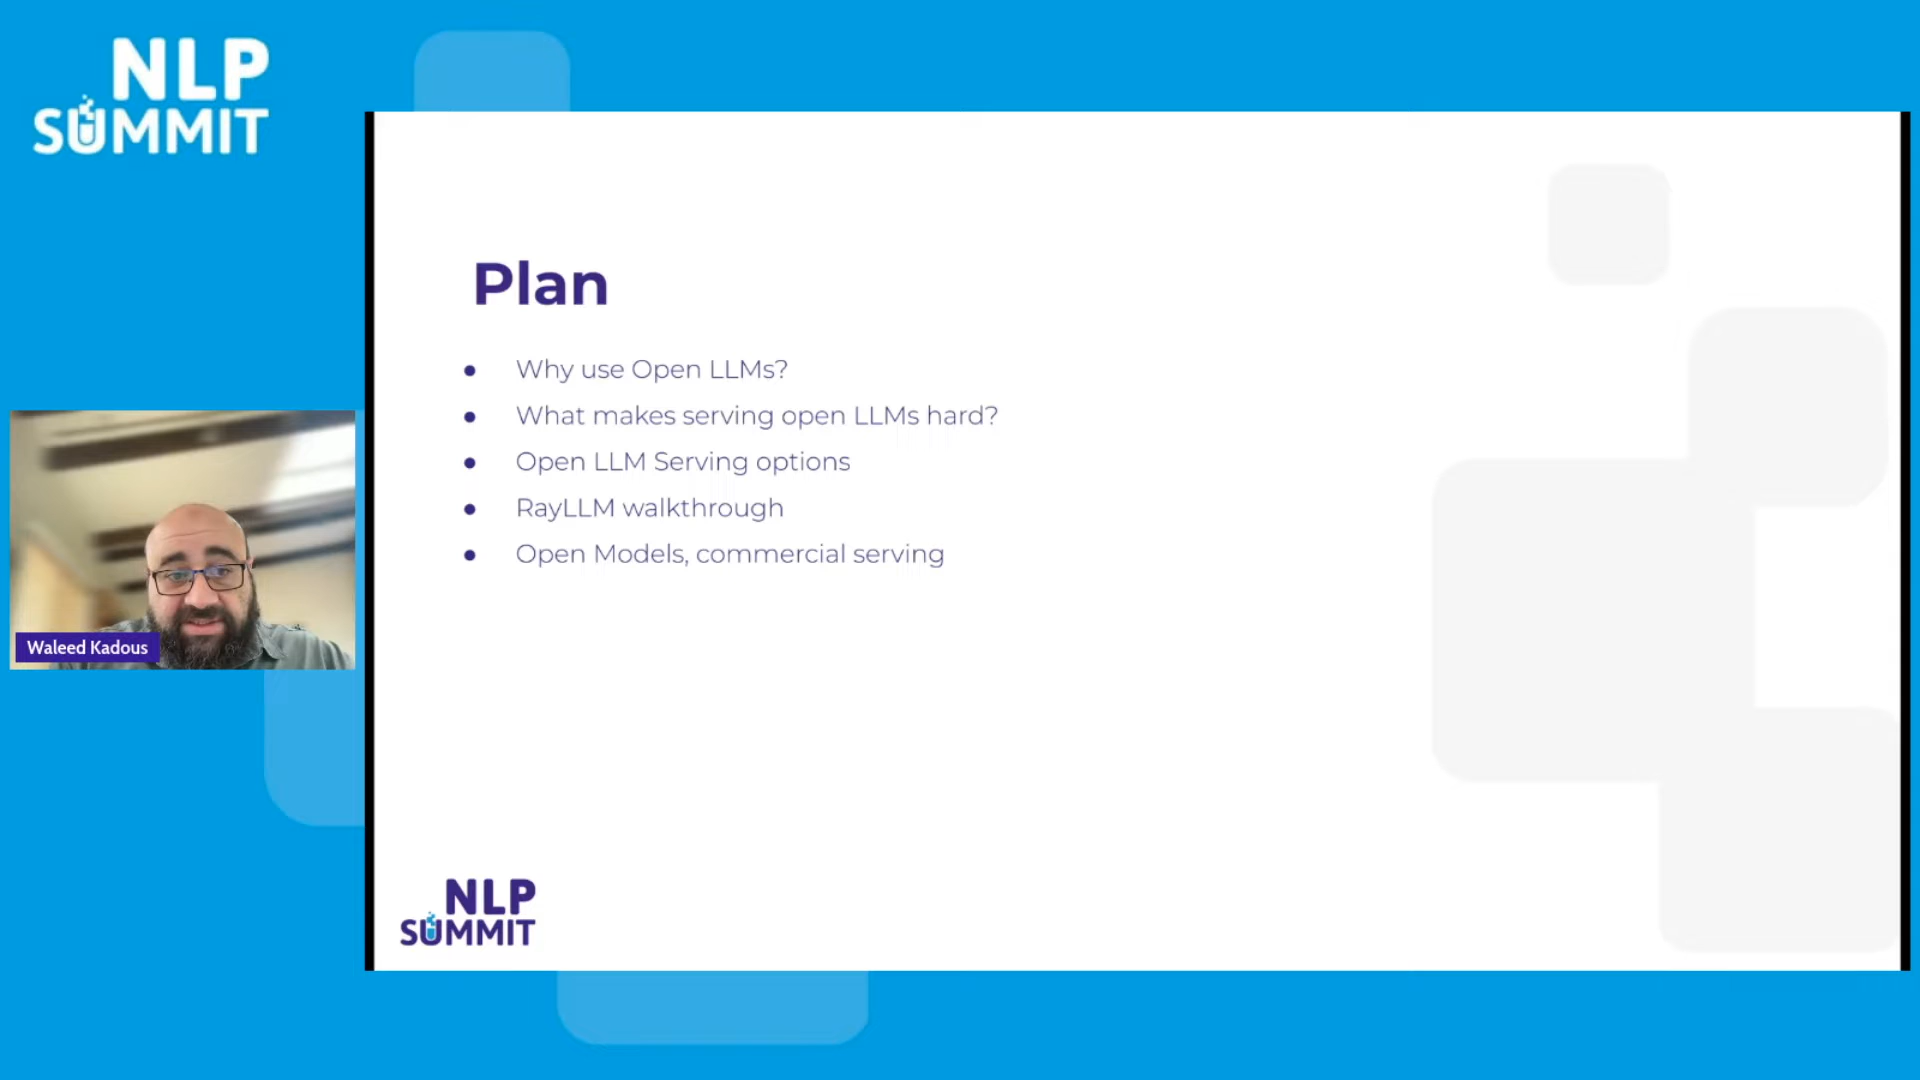 NLP
SUMMIT
Plan
Why use Open LLMs?
What makes serving open LLMs hard?
Open LLM Serving options
RayLLM walkthrough
Open Models, commercial serving
Waleed Kadous
NLP
SUMMIT